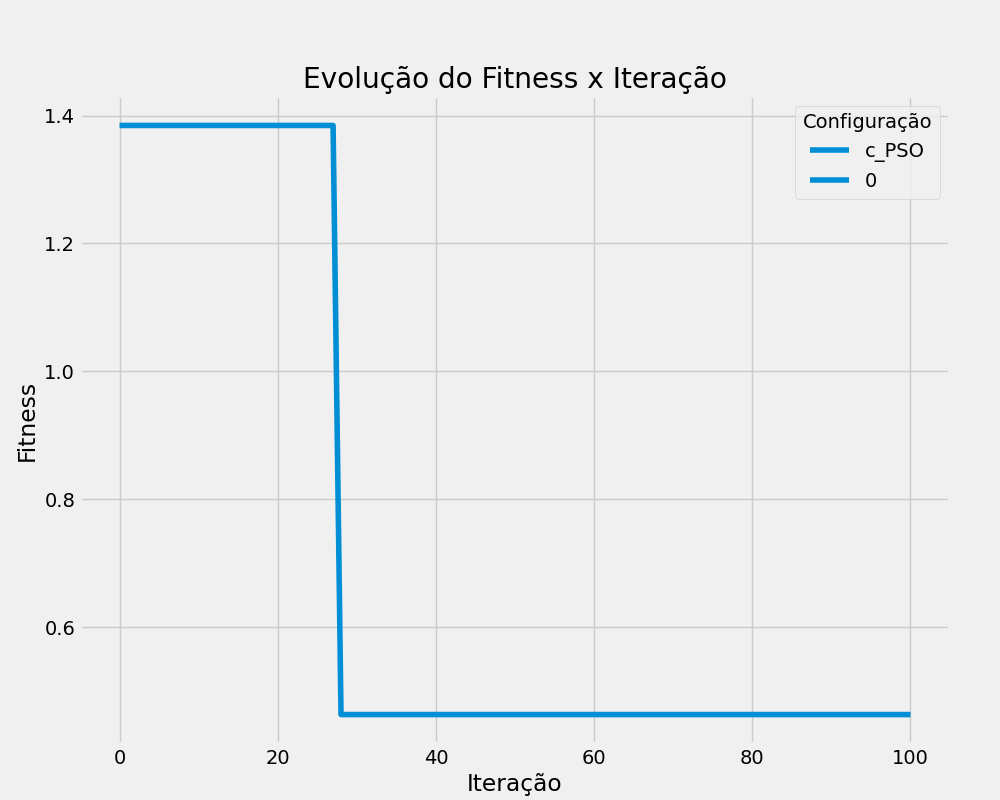 Evolução do Fitness x Iteração
Configuração
c_PSO
0
1.4
1.2
1.0
0.8
0.6
Fitness
0 20 40 60 80 100
Iteração